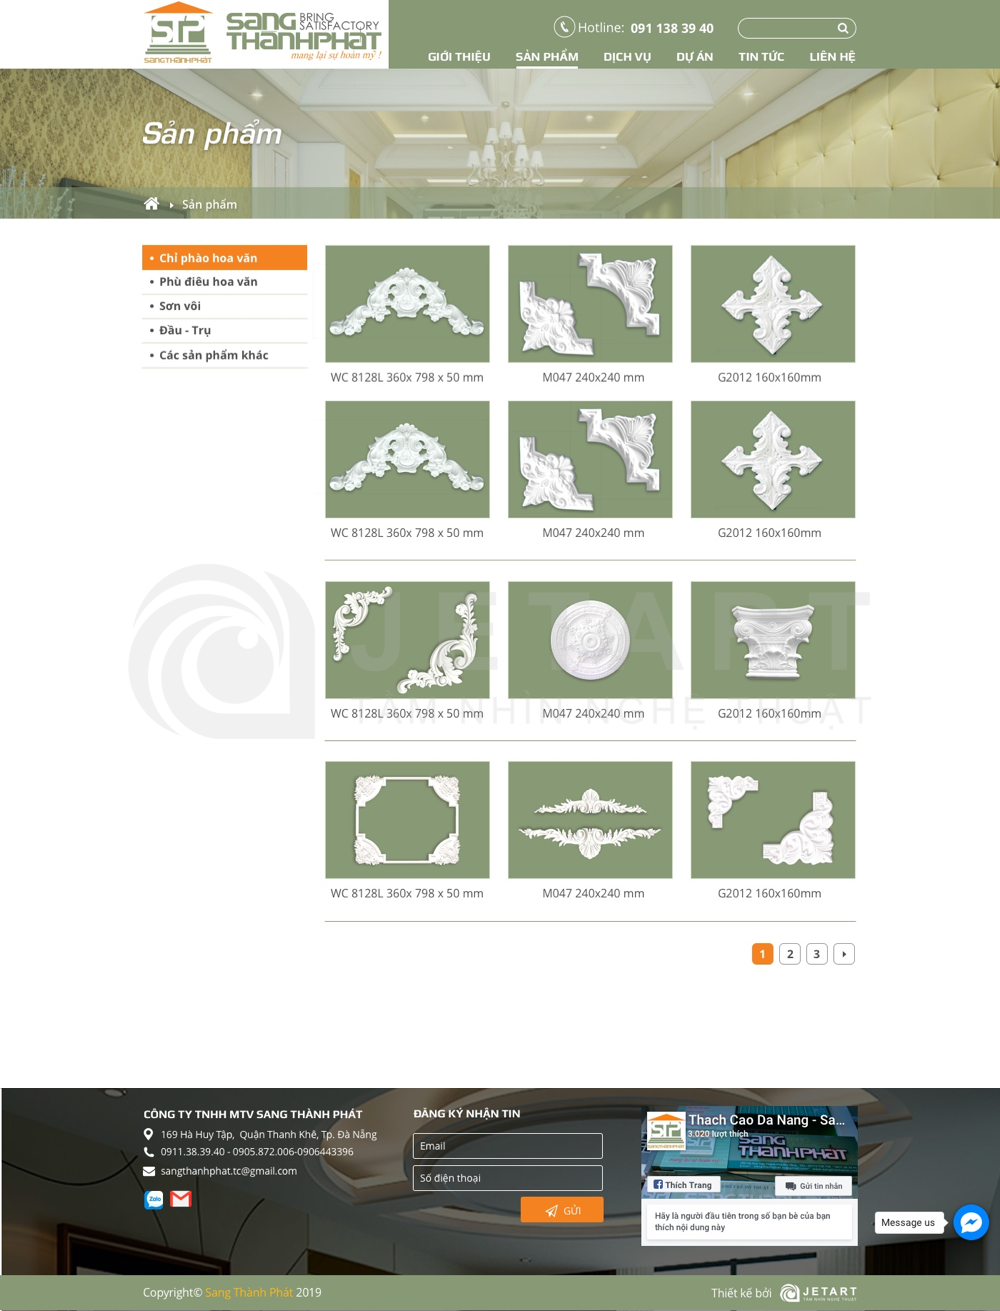 STP
SANGTHANHPHAT
SANG BRING SATISFACTORY
THANHPHAT
mang lại sự hoàn mỹ !
Hotline: 091 138 39 40
GIỚI THIỆU SẢN PHẨM DỊCH VỤ DỰ ÁN TIN TỨC LIÊN HỆ
Sản phẩm
Sản phẩm
• Chỉ phào hoa văn
• Phù điêu hoa văn
• Sơn vôi
• Đầu - Trụ
• Các sản phẩm khác
WC 8128L 360x 798 x 50 mm
M047 240x240 mm
G2012 160x160mm
WC 8128L 360x 798 x 50 mm
M047 240x240 mm
G2012 160x160mm
JETART
TẦM NHÌN NGHỆ THUẬT
WC 8128L 360x 798 x 50 mm
M047 240x240 mm
G2012 160x160mm
WC 8128L 360x 798 x 50 mm
M047 240x240 mm
G2012 160x160mm
1 2 3
CÔNG TY TNHH MTV SANG THÀNH PHÁT
169 Hà Huy Tập, Quận Thanh Khê, Tp. Đà Nẵng
0911.38.39.40 - 0905.872.006-0906443396
sangthanhphat.tc@gmail.com
Zalo
ĐĂNG KÝ NHẬN TIN
Email
Số điện thoại
GỬI
STP
Thach Cao Da Nang - Sa...
3.020 lượt thích
SANG
THANHPHAT
Thích Trang
Gửi tin nhắn
Hãy là người đầu tiên trong số bạn bè của bạn
thích nội dung này
Message us
Copyright© Sang Thành Phát 2019
Thiết kế bởi JETART
TẦM NHÌN NGHỆ THUẬT